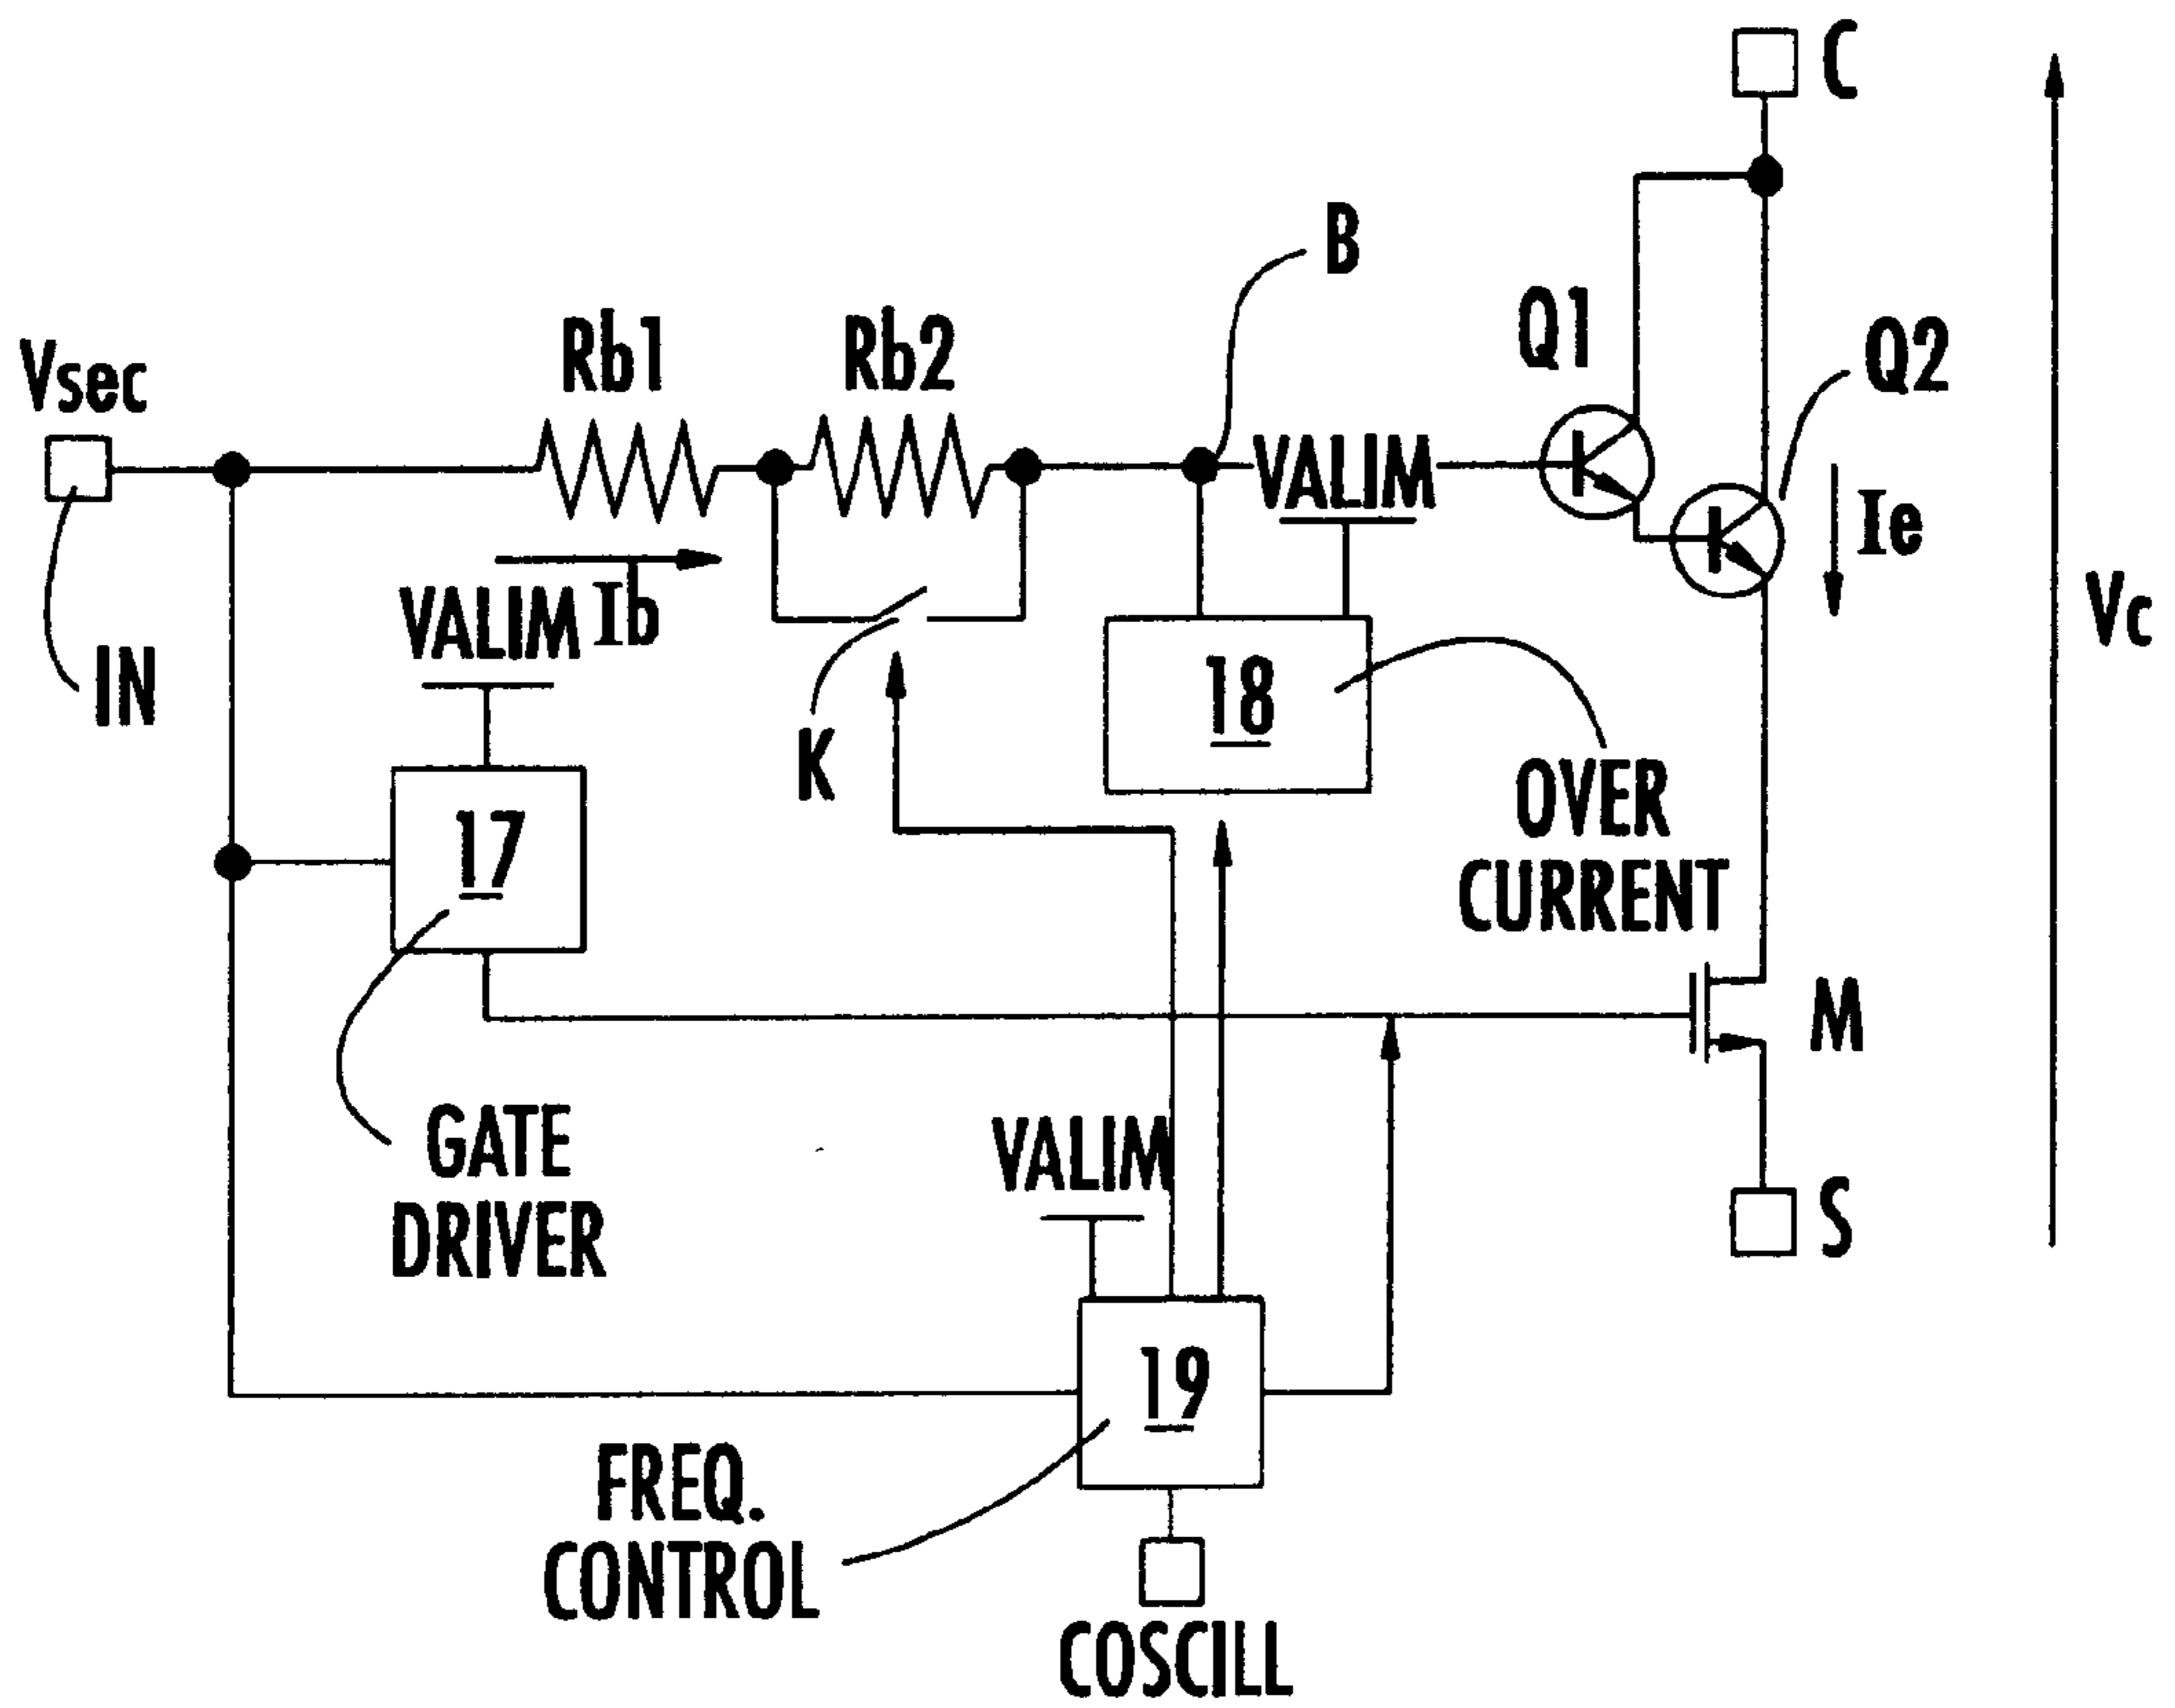 C
B
Q1
Q2
Rb1
Rb2
Vsec
VALIM
Ie
VALIM
Ib
Vc
IN
18
K
OVER
CURRENT
17
M
VALIM
GATE
DRIVER
S
19
FREQ.
CONTROL
COSCILL